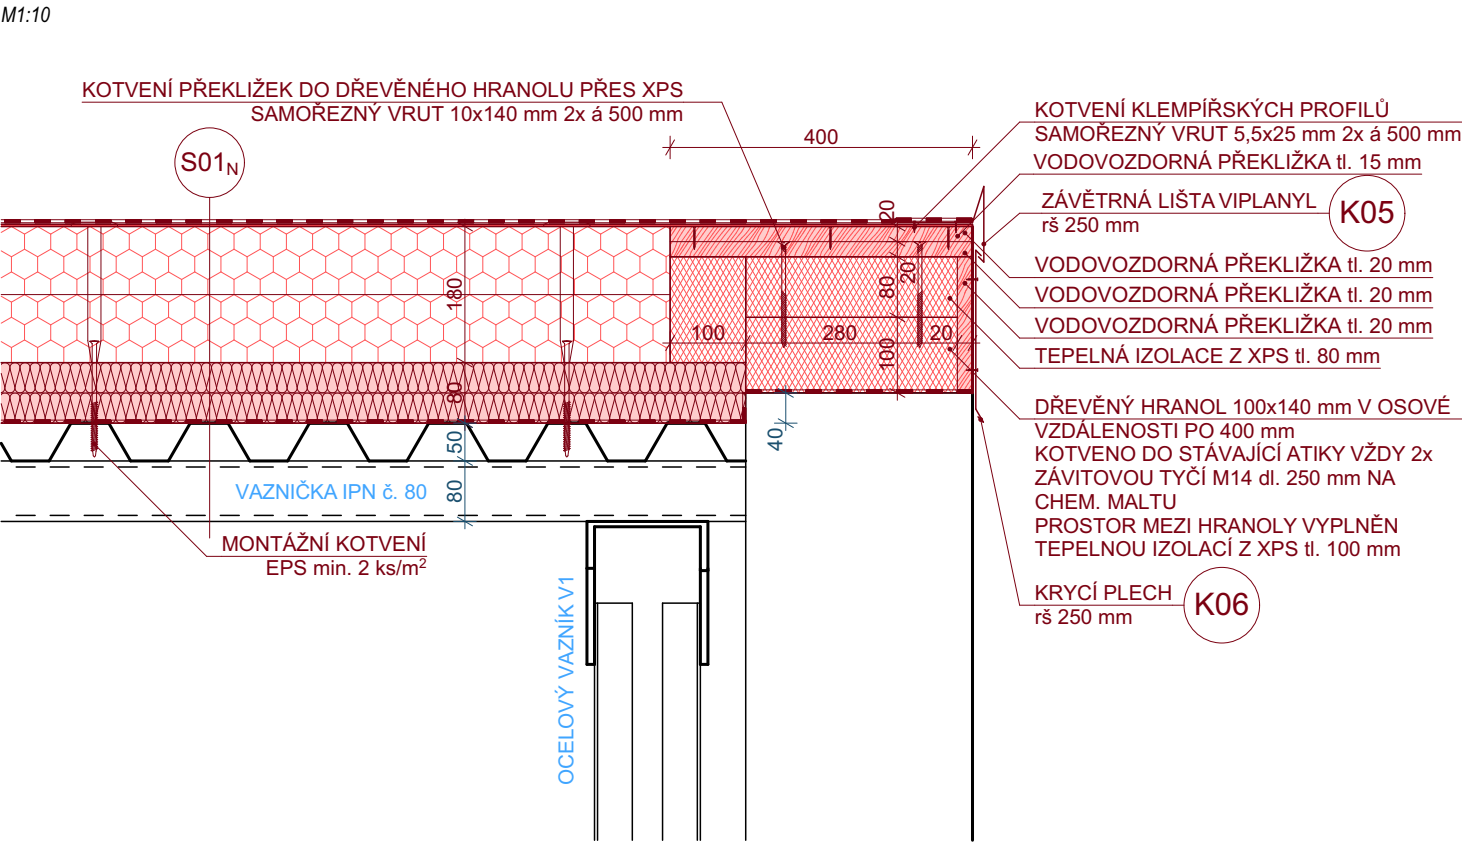 M1:10
KOTVENÍ PŘEKLIŽEK DO DŘEVĚNÉHO HRANOLU PŘES XPS
SAMOŘEZNÝ VRUT 10x140 mm 2x á 500 mm
S01N
400
KOTVENÍ KLEMPÍŘSKÝCH PROFILŮ
SAMOŘEZNÝ VRUT 5,5x25 mm 2x á 500 mm
VODOVOZDORNÁ PŘEKLIŽKA tl. 15 mm
ZÁVĚTRNÁ LIŠTA VIPLANYL
rš 250 mm
K05
VODOVOZDORNÁ PŘEKLIŽKA tl. 20 mm
VODOVOZDORNÁ PŘEKLIŽKA tl. 20 mm
VODOVOZDORNÁ PŘEKLIŽKA tl. 20 mm
TEPELNÁ IZOLACE Z XPS tl. 80 mm
DŘEVĚNÝ HRANOL 100x140 mm V OSOVÉ
VZDÁLENOSTI PO 400 mm
KOTVENO DO STÁVAJÍCÍ ATIKY VŽDY 2x
ZÁVITOVOU TYČÍ M14 dl. 250 mm NA
CHEM. MALTU
PROSTOR MEZI HRANOLY VYPLNĚN
TEPELNOU IZOLACÍ Z XPS tl. 100 mm
KRYCÍ PLECH
rš 250 mm
K06
20
20
80
100
100
280
20
180
80
50
80
40
VAZNIČKA IPN č. 80
MONTÁŽNÍ KOTVENÍ
EPS min. 2 ks/m²
OCELOVÝ VAZNÍK V1